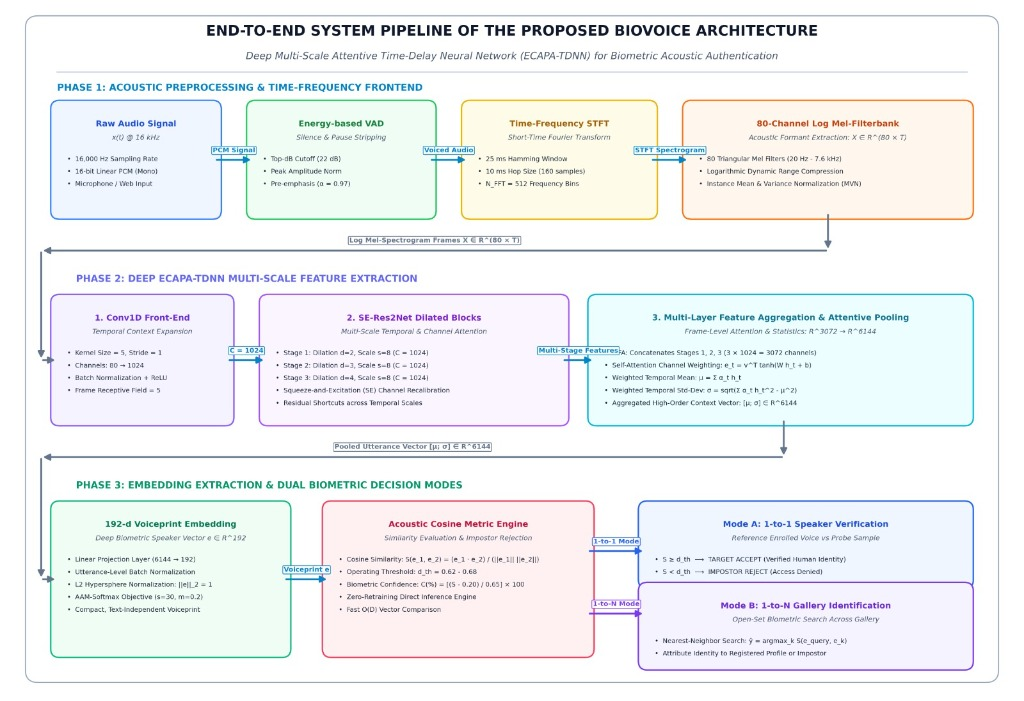 END-TO-END SYSTEM PIPELINE OF THE PROPOSED BIOVOICE ARCHITECTURE
Deep Multi-Scale Attentive Time-Delay Neural Network (ECAPA-TDNN) for Biometric Acoustic Authentication
PHASE 1: ACOUSTIC PREPROCESSING & TIME-FREQUENCY FRONTEND
Raw Audio Signal
x(t) @ 16 kHz
• 16,000 Hz Sampling Rate
• 16-bit Linear PCM (Mono)
• Microphone / Web Input
PCM Signal
Energy-based VAD
Silence & Pause Stripping
• Top-dB Cutoff (22 dB)
• Peak Amplitude Norm
• Pre-emphasis (α = 0.97)
Voiced Audio
Time-Frequency STFT
Short-Time Fourier Transform
• 25 ms Hamming Window
• 10 ms Hop Size (160 samples)
• N_FFT = 512 Frequency Bins
STFT Spectrogram
80-Channel Log Mel-Filterbank
Acoustic Formant Extraction: X ∈ R^(80 × T)
• 80 Triangular Mel Filters (20 Hz - 7.6 kHz)
• Logarithmic Dynamic Range Compression
• Instance Mean & Variance Normalization (MVN)
Log Mel-Spectrogram Frames X ∈ R^(80 × T)
PHASE 2: DEEP ECAPA-TDNN MULTI-SCALE FEATURE EXTRACTION
1. Conv1D Front-End
Temporal Context Expansion
• Kernel Size = 5, Stride = 1
• Channels: 80 → 1024
• Batch Normalization + ReLU
• Frame Receptive Field = 5
C = 1024
2. SE-Res2Net Dilated Blocks
Multi-Scale Temporal & Channel Attention
• Stage 1: Dilation d=2, Scale s=8 (C = 1024)
• Stage 2: Dilation d=3, Scale s=8 (C = 1024)
• Stage 3: Dilation d=4, Scale s=8 (C = 1024)
• Squeeze-and-Excitation (SE) Channel Recalibration
• Residual Shortcuts across Temporal Scales
Multi-Stage Features
3. Multi-Layer Feature Aggregation & Attentive Pooling
Frame-Level Attention & Statistics: R^3072 → R^6144
Concatenates Stages 1, 2, 3 (3 × 1024 = 3072 channels)
• Self-Attention Channel Weighting: e_t = v^T tanh(W h_t + b)
• Weighted Temporal Mean: μ = Σ α_t h_t
• Weighted Temporal Std-Dev: σ = sqrt(Σ α_t h_t^2 - μ^2)
• Aggregated High-Order Context Vector: [μ; σ] ∈ R^6144
Pooled Utterance Vector [μ; σ] ∈ R^6144
PHASE 3: EMBEDDING EXTRACTION & DUAL BIOMETRIC DECISION MODES
192-d Voiceprint Embedding
Deep Biometric Speaker Vector e ∈ R^192
• Linear Projection Layer (6144 → 192)
• Utterance-Level Batch Normalization
• L2 Hypersphere Normalization: ||e||_2 = 1
• AAM-Softmax Objective (s=30, m=0.2)
• Compact, Text-Independent Voiceprint
Voiceprint e
Acoustic Cosine Metric Engine
Similarity Evaluation & Impostor Rejection
• Cosine Similarity: S(e_1, e_2) = (e_1 · e_2) / (||e_1|| ||e_2||)
• Operating Threshold: d_th = 0.62 - 0.68
• Biometric Confidence: C(%) = [(S - 0.20) / 0.65] × 100
• Zero-Retraining Direct Inference Engine
• Fast O(D) Vector Comparison
1-to-1 Mode
Mode A: 1-to-1 Speaker Verification
Reference Enrolled Voice vs Probe Sample
• S ≥ d_th ⟶ TARGET ACCEPT (Verified Human Identity)
• S < d_th ⟶ IMPOSTOR REJECT (Access Denied)
1-to-N Mode
Mode B: 1-to-N Gallery Identification
Open-Set Biometric Search Across Gallery
• Nearest-Neighbor Search: ŷ = argmax_k S(e_query, e_k)
• Attribute Identity to Registered Profile or Impostor